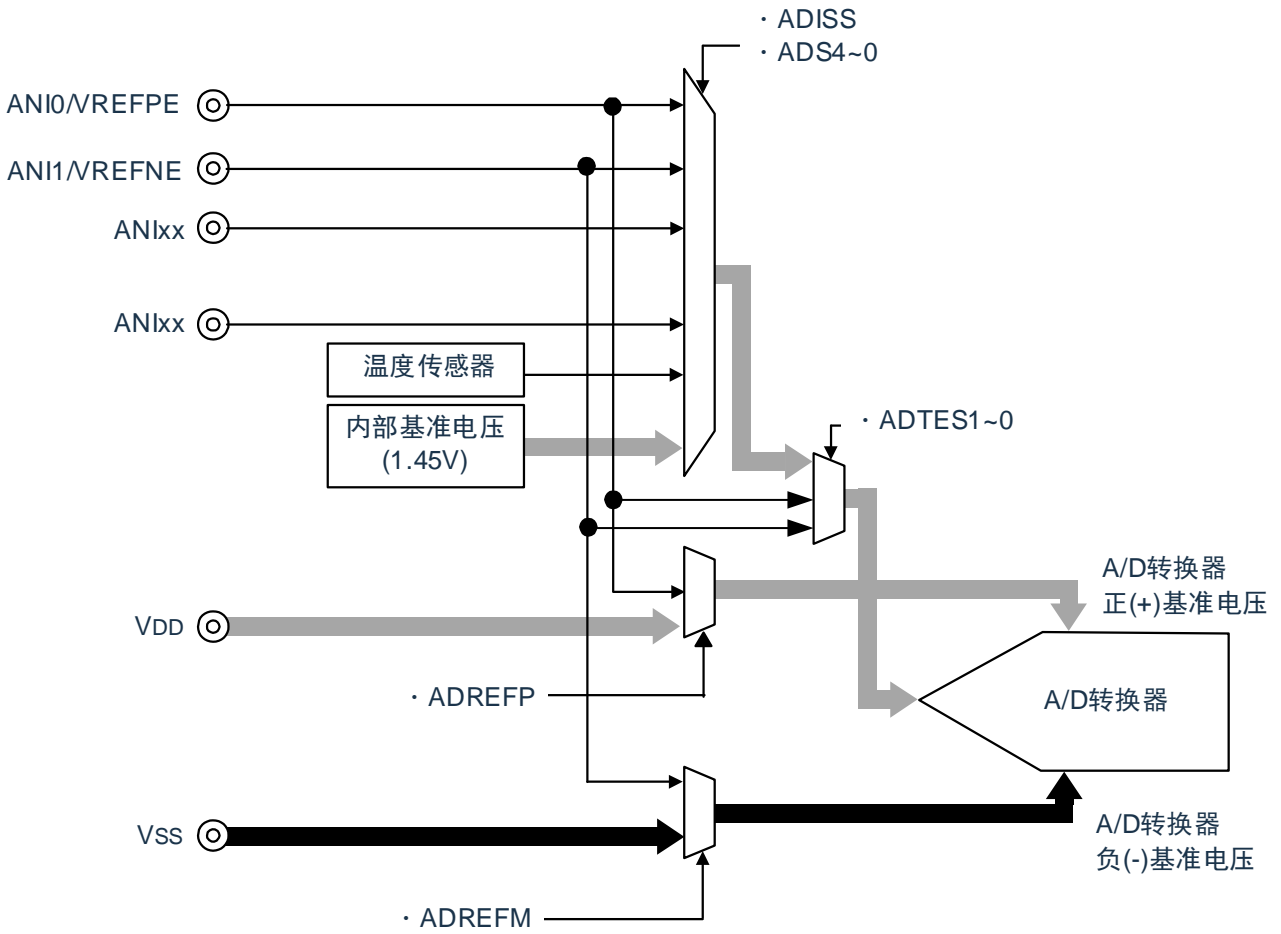 · ADISS
· ADS4~0
ANI0/VREFPE
ANI1/VREFNE
ANIxx
ANIxx
温度传感器
内部基准电压
(1.45V)
· ADTES1~0
A/D转换器
正(+)基准电压
VDD
· ADREFP
A/D转换器
VSS
A/D转换器
负(-)基准电压
· ADREFM